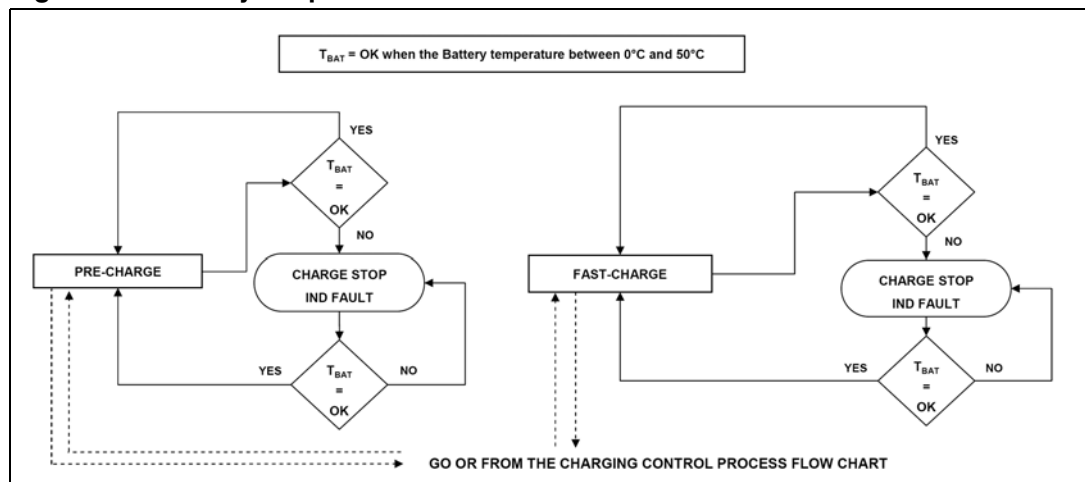 T_BAT = OK when the Battery temperature between 0°C and 50°C
YES
T_BAT
=
OK
NO
PRE-CHARGE
CHARGE STOP
IND FAULT
YES
T_BAT
=
OK
NO
YES
T_BAT
=
OK
NO
FAST-CHARGE
CHARGE STOP
IND FAULT
YES
T_BAT
=
OK
NO
GO OR FROM THE CHARGING CONTROL PROCESS FLOW CHART